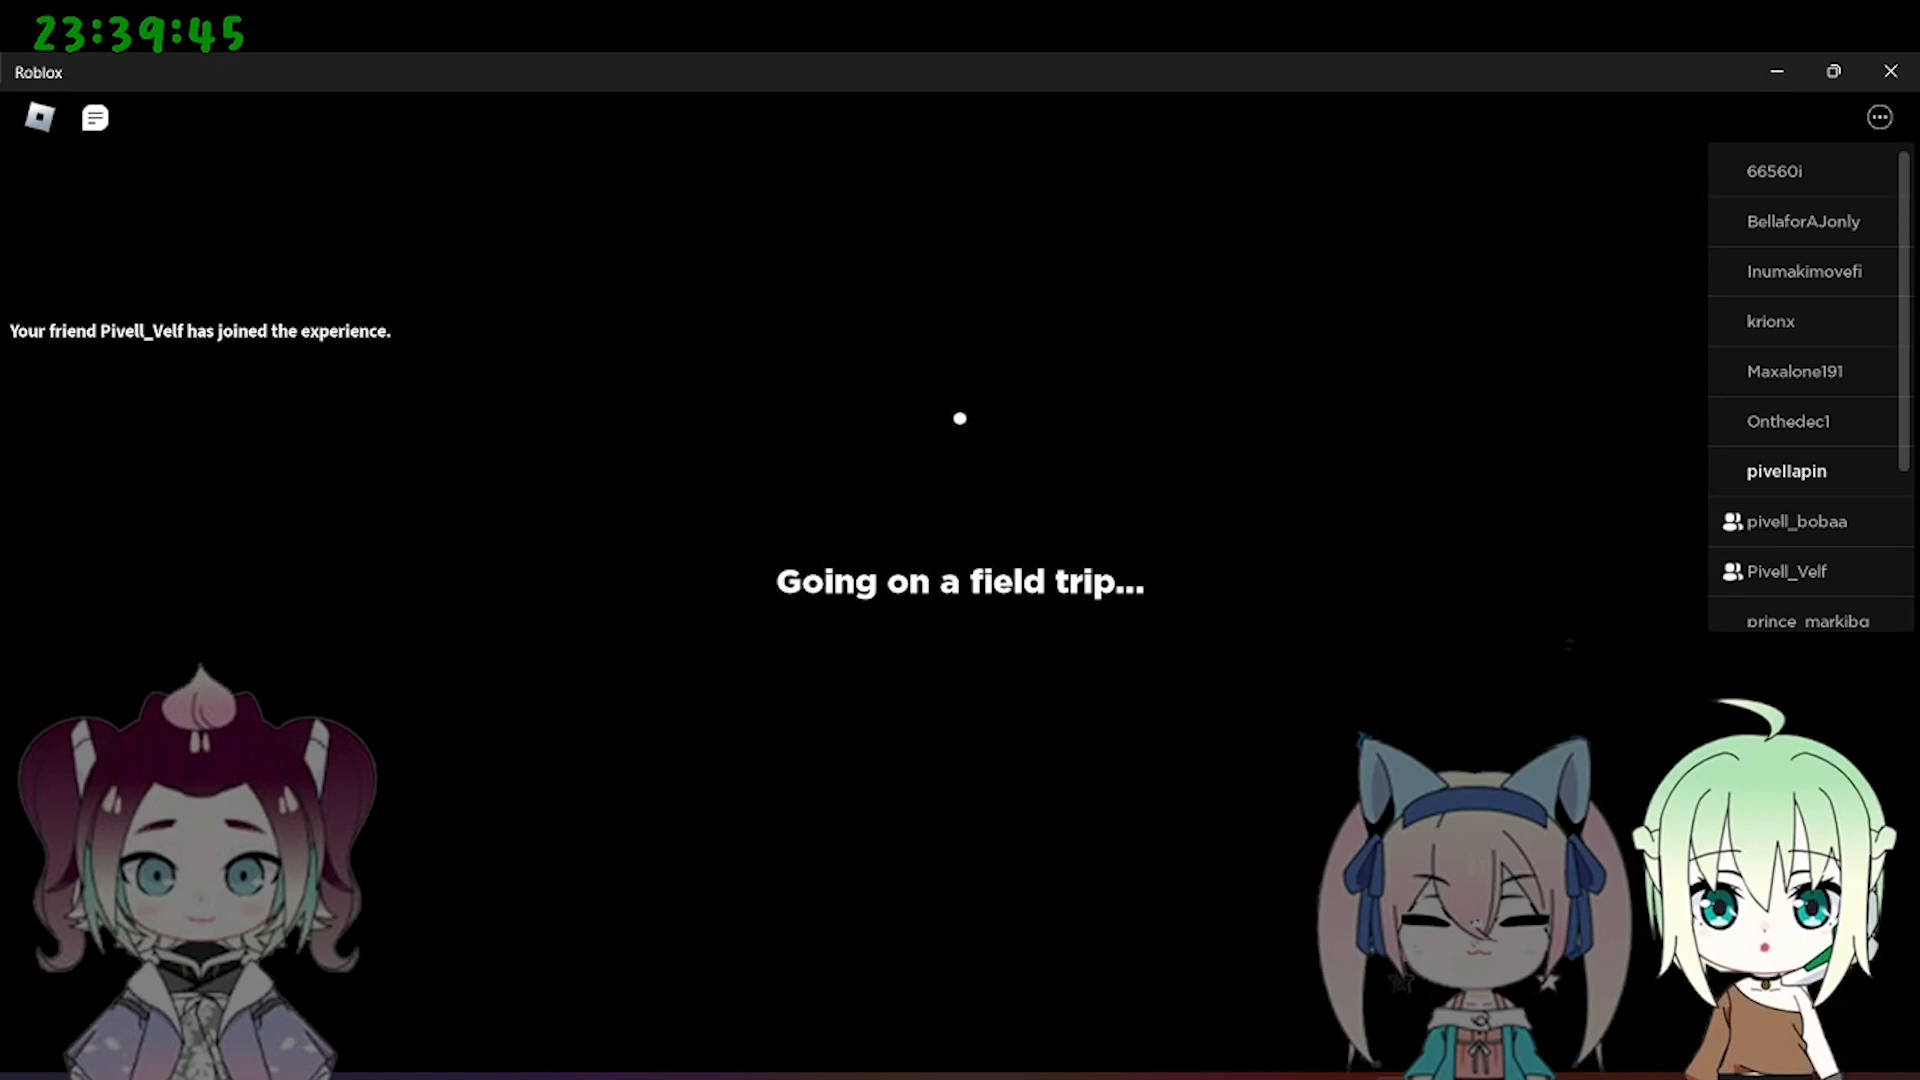 23:39:45
Roblox
66560i
BellaforAJonly
Inumakimovefi
krionx
Maxalone191
Onthedec1
pivellapin
pivell_bobaa
Pivell_Velf
prince_markiba
Your friend Pivell_Velf has joined the experience.
Going on a field trip...